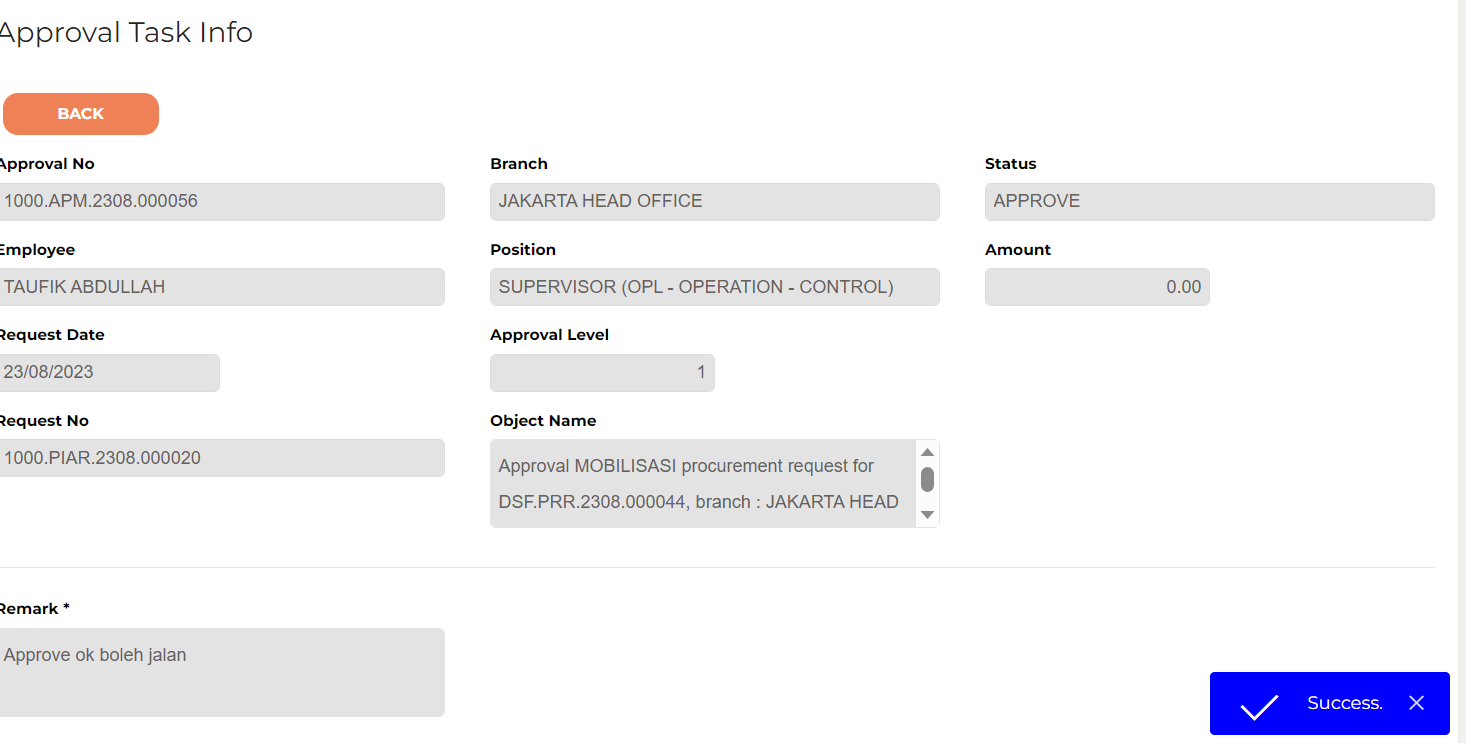 Approval Task Info
BACK
Approval No
Branch
Status
1000.APM.2308.000056
JAKARTA HEAD OFFICE
APPROVE
Employee
Position
Amount
TAUFIK ABDULLAH
SUPERVISOR (OPL - OPERATION - CONTROL)
0.00
Request Date
Approval Level
23/08/2023
1
Request No
Object Name
1000.PIAR.2308.000020
Approval MOBILISASI procurement request for
DSF.PRR.2308.000044, branch : JAKARTA HEAD
Remark *
Approve ok boleh jalan
Success.